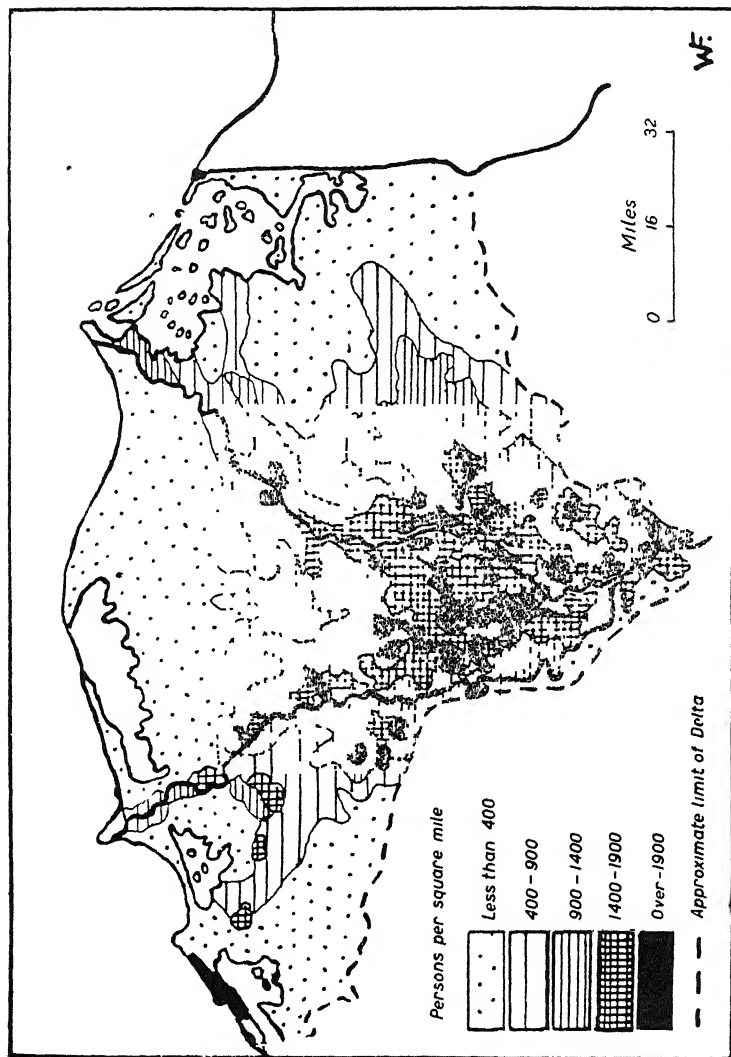 Persons per square mile
Less than 400
400 - 900
900 - 1400
1400 - 1900
Over - 1900
Approximate limit of Delta
Miles
0 16 32
W.F.